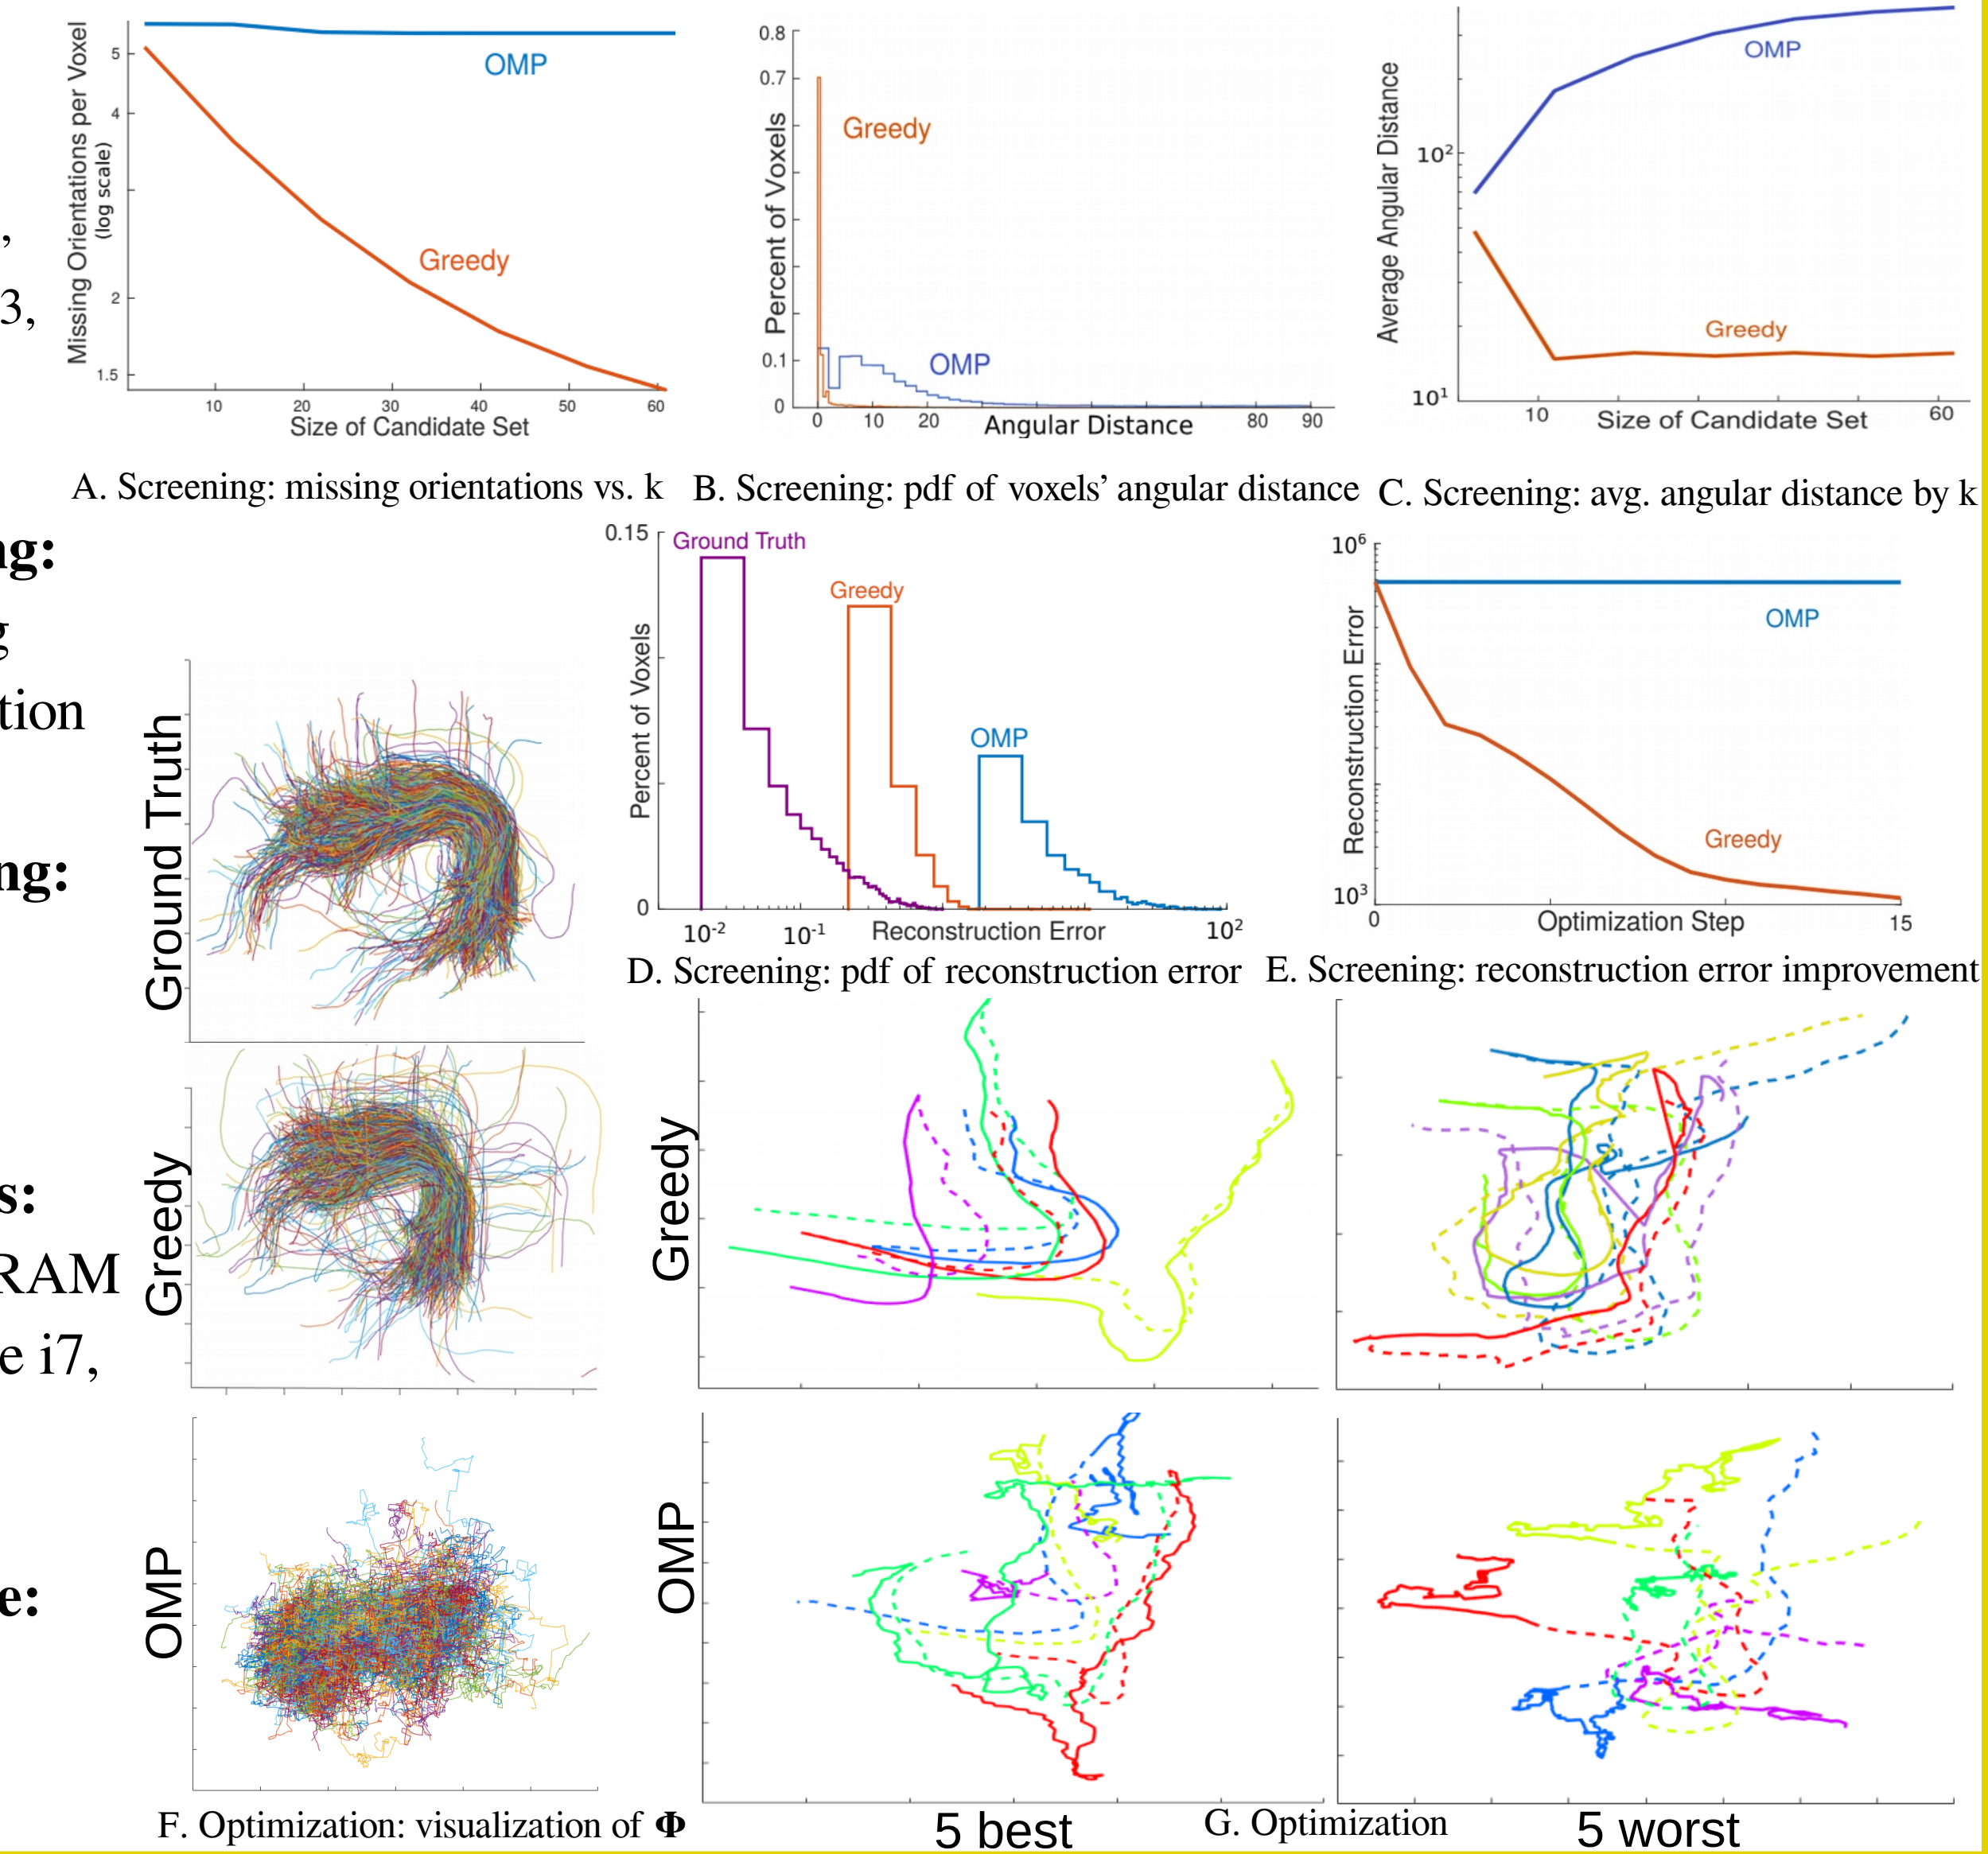 ,
3,
ng:
g
tion
ng:
s:
RAM
e i7,
e:
Missing Orientations per Voxel
(log scale)
5
4
2
1.5
OMP
Greedy
10 20 30 40 50 60
Size of Candidate Set
A. Screening: missing orientations vs. k
Percent of Voxels
0.8
0.7
0.1
0
Greedy
OMP
0 10 20 80 90
Angular Distance
B. Screening: pdf of voxels’ angular distance
Average Angular Distance
10²
10¹
OMP
Greedy
10 60
Size of Candidate Set
C. Screening: avg. angular distance by k
Percent of Voxels
0.15
0
Ground Truth
Greedy
OMP
10⁻² 10⁻¹ 10²
Reconstruction Error
D. Screening: pdf of reconstruction error
Reconstruction Error
10⁶
10³
OMP
Greedy
0 15
Optimization Step
E. Screening: reconstruction error improvement
Ground Truth
Greedy
OMP
F. Optimization: visualization of Φ
Greedy
OMP
5 best
G. Optimization
5 worst